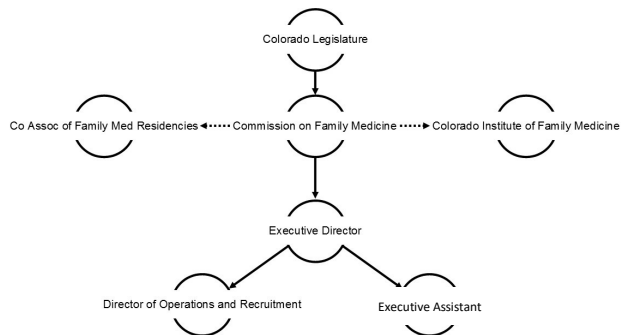 Colorado Legislature
Co Assoc of Family Med Residencies
Commission on Family Medicine
Colorado Institute of Family Medicine
Executive Director
Director of Operations and Recruitment
Executive Assistant